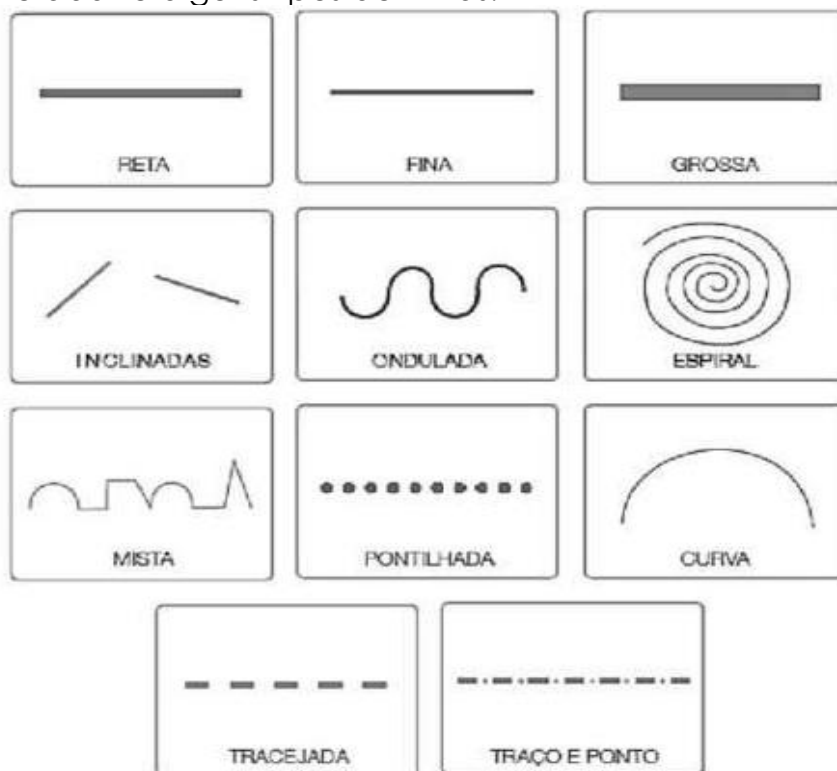 RETA
FINA
GROSSA
INCLINADAS
ONDULADA
ESPIRAL
MISTA
PONTILHADA
CURVA
TRACEJADA
TRAÇO E PONTO